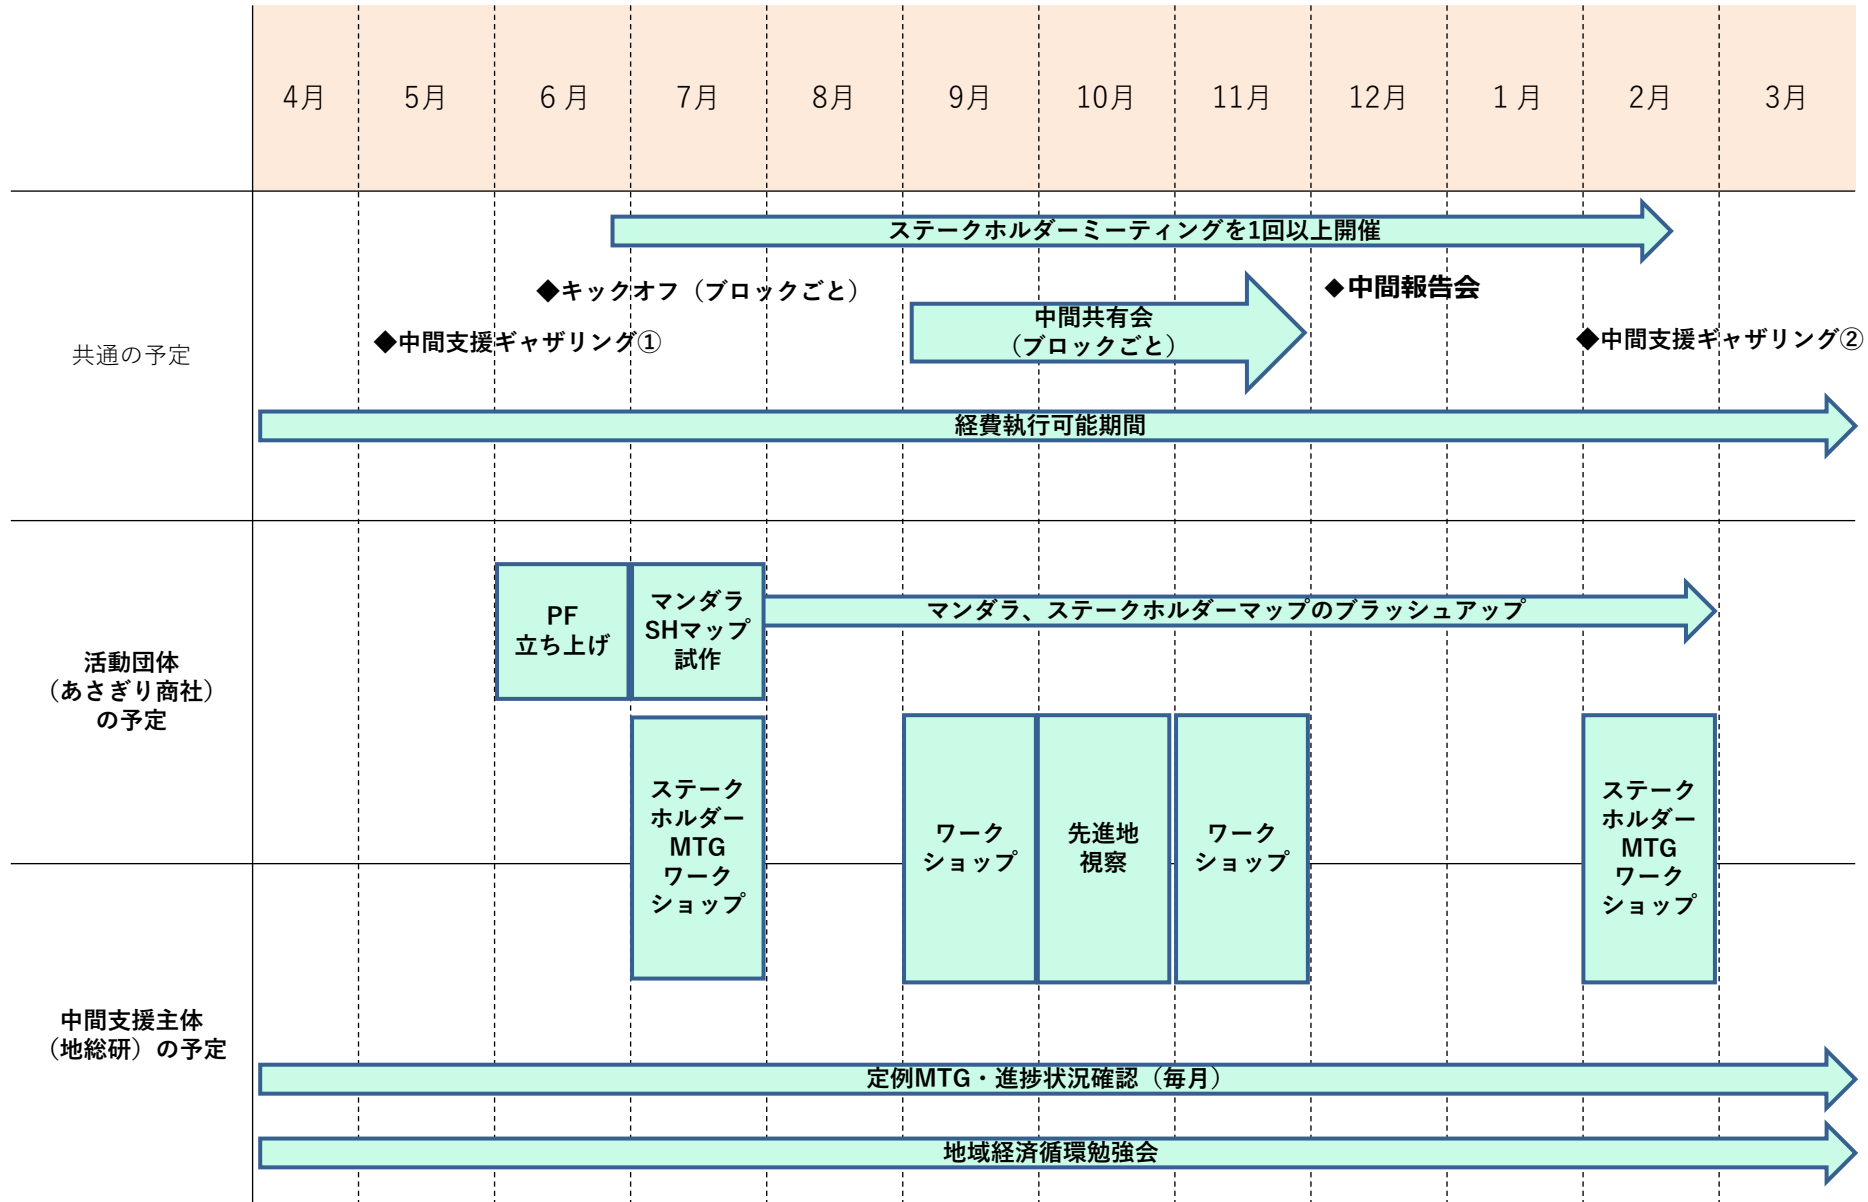 4月
5月
6 月
7月
8月
9月
10月
11月
12月
1 月
2月
3月
共通の予定
ステークホルダーミーティングを1回以上開催
◆キックオフ（ブロックごと）
◆中間報告会
中間共有会
（ブロックごと）
◆中間支援ギャザリング①
◆中間支援ギャザリング②
経費執行可能期間
活動団体
（あさぎり商社）
の予定
PF
立ち上げ
マンダラ
SHマップ
試作
マンダラ、ステークホルダーマップのブラッシュアップ
ステーク
ホルダー
MTG
ワーク
ショップ
ワーク
ショップ
先進地
視察
ワーク
ショップ
ステーク
ホルダー
MTG
ワーク
ショップ
中間支援主体
（地総研）の予定
定例MTG・進捗状況確認（毎月）
地域経済循環勉強会